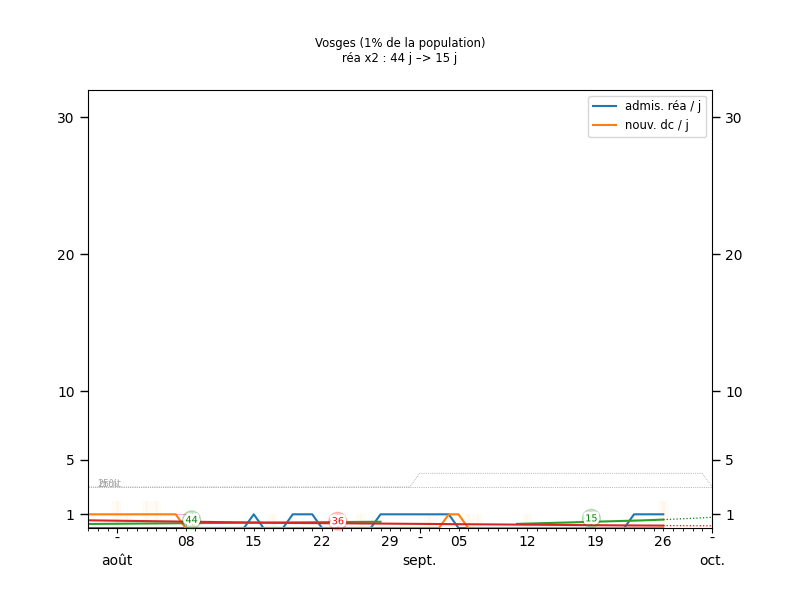 Vosges (1% de la population)
réa x2 : 44 j –> 15 j
admis. réa / j
nouv. dc / j
30 30
20 20
10 10
5 5
1 1
44 36 15
- 08 15 22 29 - 05 12 19 26 -
août sept. oct.